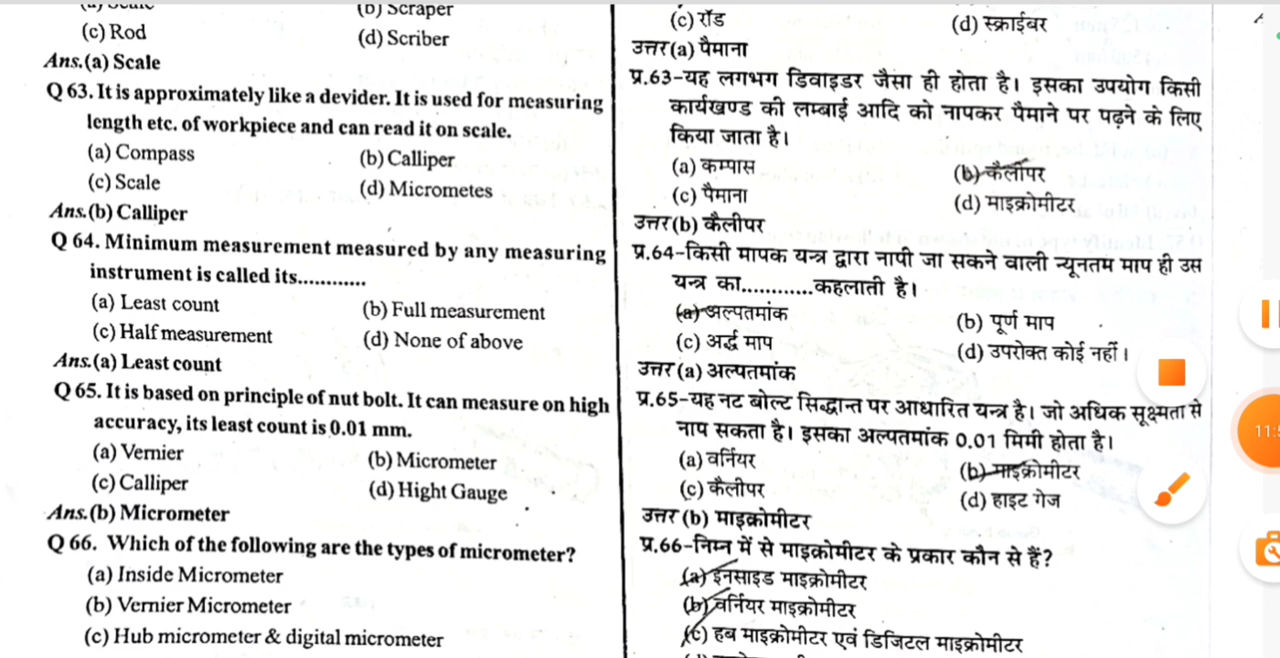 (b) Scraper
(c) Rod
(d) Scriber
Ans.(a) Scale
Q 63. It is approximately like a devider. It is used for measuring
length etc. of workpiece and can read it on scale.
(a) Compass
(b) Calliper
(c) Scale
(d) Micrometes
Ans.(b) Calliper
Q 64. Minimum measurement measured by any measuring
instrument is called its............
(a) Least count
(b) Full measurement
(c) Half measurement
(d) None of above
Ans.(a) Least count
Q 65. It is based on principle of nut bolt. It can measure on high
accuracy, its least count is 0.01 mm.
(a) Vernier
(b) Micrometer
(c) Calliper
(d) Hight Gauge
Ans.(b) Micrometer
Q 66. Which of the following are the types of micrometer?
(a) Inside Micrometer
(b) Vernier Micrometer
(c) Hub micrometer & digital micrometer
(c) रॉड
(d) स्क्राईबर
उत्तर(a) पैमाना
प्र.63-यह लगभग डिवाइडर जैसा ही होता है। इसका उपयोग किसी
कार्यखण्ड की लम्बाई आदि को नापकर पैमाने पर पढ़ने के लिए
किया जाता है।
(a) कम्पास
(b) कैलीपर
(c) पैमाना
(d) माइक्रोमीटर
उत्तर(b) कैलीपर
प्र.64-किसी मापक यन्त्र द्वारा नापी जा सकने वाली न्यूनतम माप ही उस
यन्त्र का............कहलाती है।
(a) अल्पतमांक
(b) पूर्ण माप
(c) अर्द्ध माप
(d) उपरोक्त कोई नहीं।
उत्तर (a) अल्पतमांक
प्र.65-यह नट बोल्ट सिद्धान्त पर आधारित यन्त्र है। जो अधिक सूक्ष्मता से
नाप सकता है। इसका अल्पतमांक 0.01 मिमी होता है।
(a) वर्नियर
(b) माइक्रोमीटर
(c) कैलीपर
(d) हाइट गेज
उत्तर (b) माइक्रोमीटर
प्र.66-निम्न में से माइक्रोमीटर के प्रकार कौन से हैं?
(a) इनसाइड माइक्रोमीटर
(b) वर्नियर माइक्रोमीटर
(c) हब माइक्रोमीटर एवं डिजिटल माइक्रोमीटर